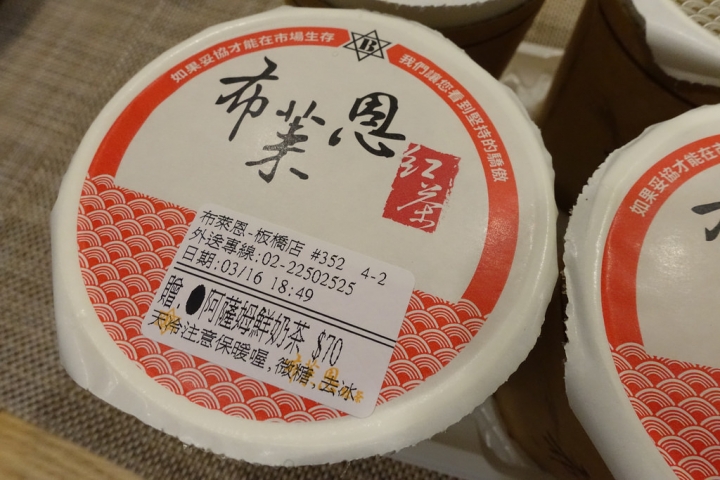 如果妥協才能在市場生存
B
我們讓您看到堅持的驕傲
布萊恩
紅茶
布萊恩-板橋店 #352 4-2
外送專線:02-22502525
日期:03/16 18:49
贈.●阿薩姆鮮奶茶 $70
天冷注意保暖喔,微糖,去冰
如果妥協才能在